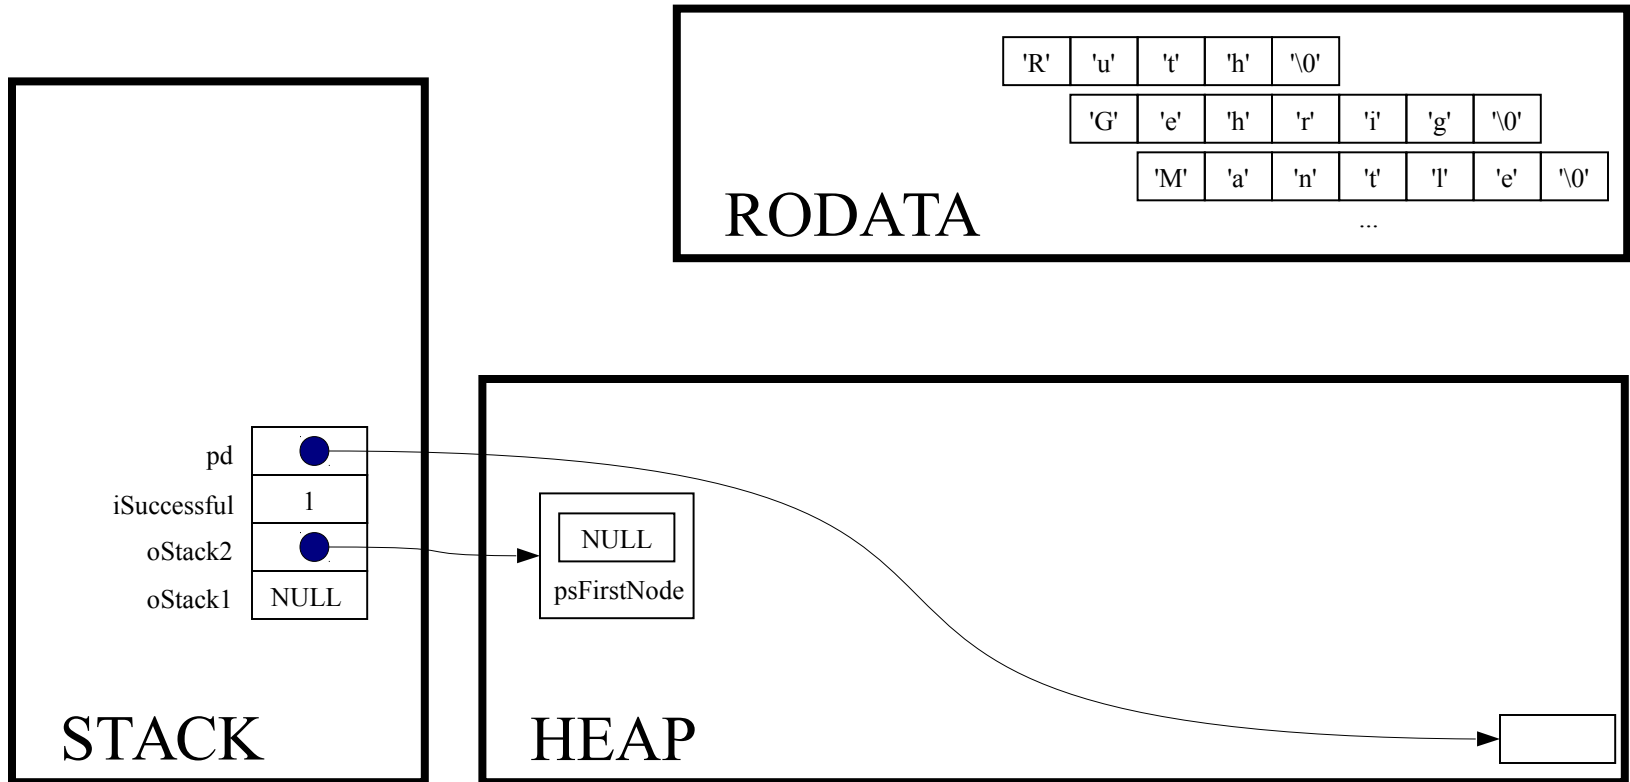 'R' 'u' 't' 'h' '\0'
'G' 'e' 'h' 'r' 'i' 'g' '\0'
'M' 'a' 'n' 't' 'l' 'e' '\0'
...
RODATA
pd
iSuccessful 1
oStack2
oStack1 NULL
STACK
NULL
psFirstNode
HEAP